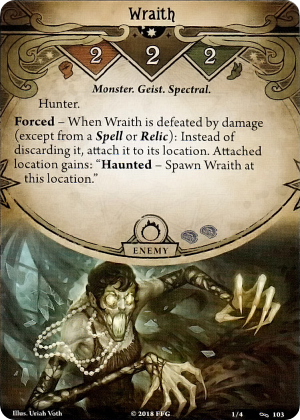 Wraith
2 2 2
Monster. Geist. Spectral.
Hunter.
Forced – When Wraith is defeated by damage
(except from a Spell or Relic): Instead of
discarding it, attach it to its location. Attached
location gains: “Haunted – Spawn Wraith at
this location.”
ENEMY
Illus. Uriah Voth © 2018 FFG 1/4 103